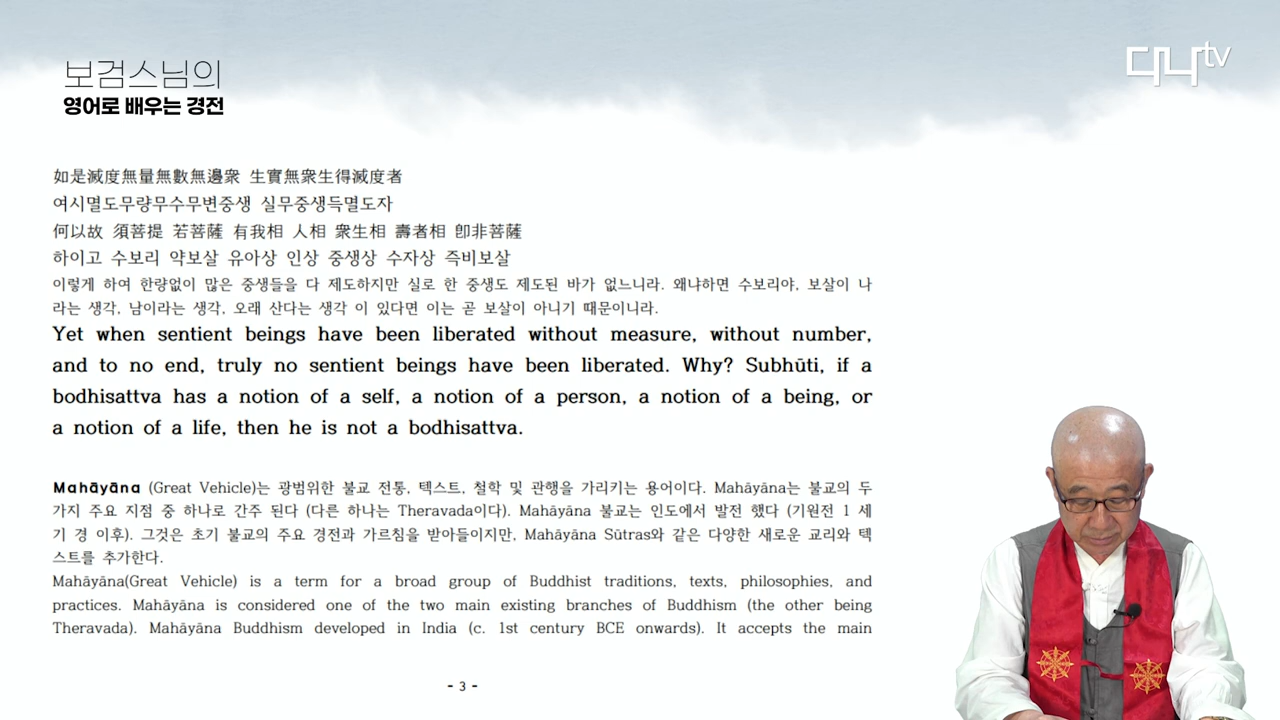 보검스님의
영어로 배우는 경전
다나tv
如是滅度無量無數無邊衆 生實無衆生得滅度者
여시멸도무량무수무변중생 실무중생득멸도자
何以故 須菩提 若菩薩 有我相 人相 衆生相 壽者相 卽非菩薩
하이고 수보리 약보살 유아상 인상 중생상 수자상 즉비보살
이렇게 하여 한량없이 많은 중생들을 다 제도하지만 실로 한 중생도 제도된 바가 없느니라. 왜냐하면 수보리야, 보살이 나
라는 생각, 남이라는 생각, 오래 산다는 생각 이 있다면 이는 곧 보살이 아니기 때문이니라.
Yet when sentient beings have been liberated without measure, without number,
and to no end, truly no sentient beings have been liberated. Why? Subhūti, if a
bodhisattva has a notion of a self, a notion of a person, a notion of a being, or
a notion of a life, then he is not a bodhisattva.
Mahāyāna (Great Vehicle)는 광범위한 불교 전통, 텍스트, 철학 및 관행을 가리키는 용어이다. Mahāyāna는 불교의 두
가지 주요 지점 중 하나로 간주 된다 (다른 하나는 Theravada이다). Mahāyāna 불교는 인도에서 발전 했다 (기원전 1 세
기 경 이후). 그것은 초기 불교의 주요 경전과 가르침을 받아들이지만, Mahāyāna Sūtras와 같은 다양한 새로운 교리와 텍
스트를 추가한다.
Mahāyāna(Great Vehicle) is a term for a broad group of Buddhist traditions, texts, philosophies, and
practices. Mahāyāna is considered one of the two main existing branches of Buddhism (the other being
Theravada). Mahāyāna Buddhism developed in India (c. 1st century BCE onwards). It accepts the main
- 3 -